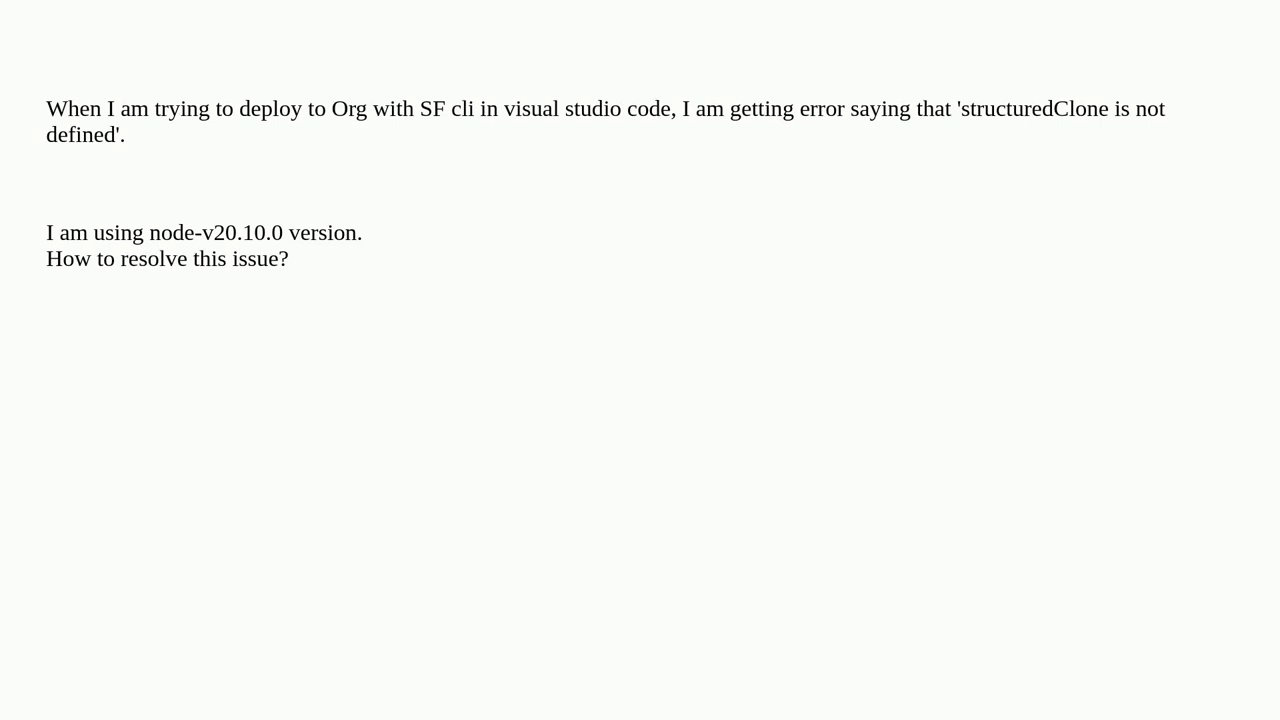 When I am trying to deploy to Org with SF cli in visual studio code, I am getting error saying that 'structuredClone is not
defined'.
I am using node-v20.10.0 version.
How to resolve this issue?